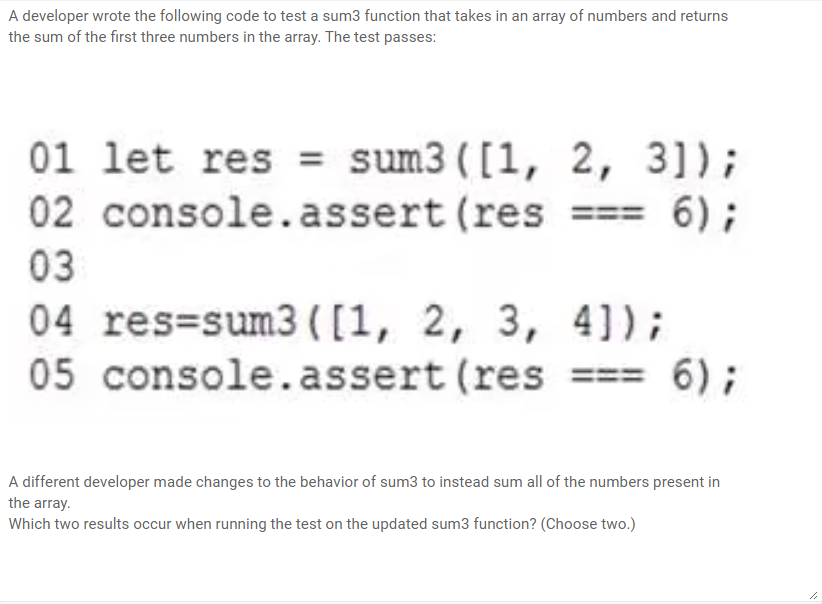 A developer wrote the following code to test a sum3 function that takes in an array of numbers and returns
the sum of the first three numbers in the array. The test passes:
01 let res = sum3([1, 2, 3]);
02 console.assert(res === 6);
03
04 res=sum3([1, 2, 3, 4]);
05 console.assert(res === 6);
A different developer made changes to the behavior of sum3 to instead sum all of the numbers present in
the array.
Which two results occur when running the test on the updated sum3 function? (Choose two.)